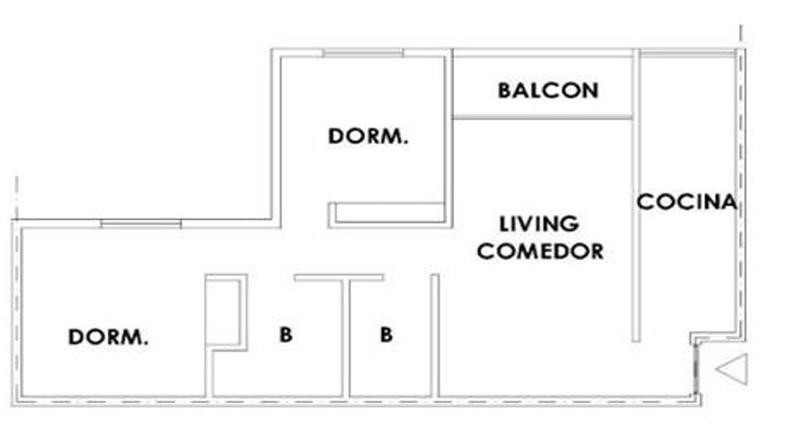 BALCON
DORM.
COCINA
LIVING
COMEDOR
DORM.
B
B